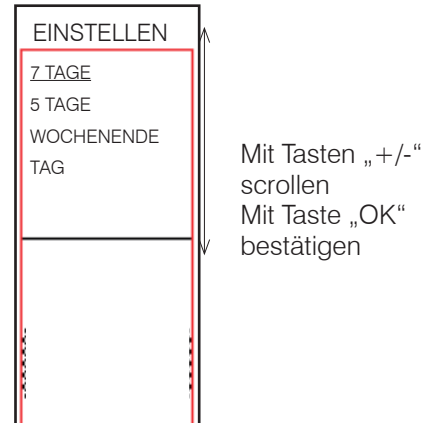 EINSTELLEN
7 TAGE
5 TAGE
WOCHENENDE
TAG
Mit Tasten „+/-“
scrollen
Mit Taste „OK“
bestätigen